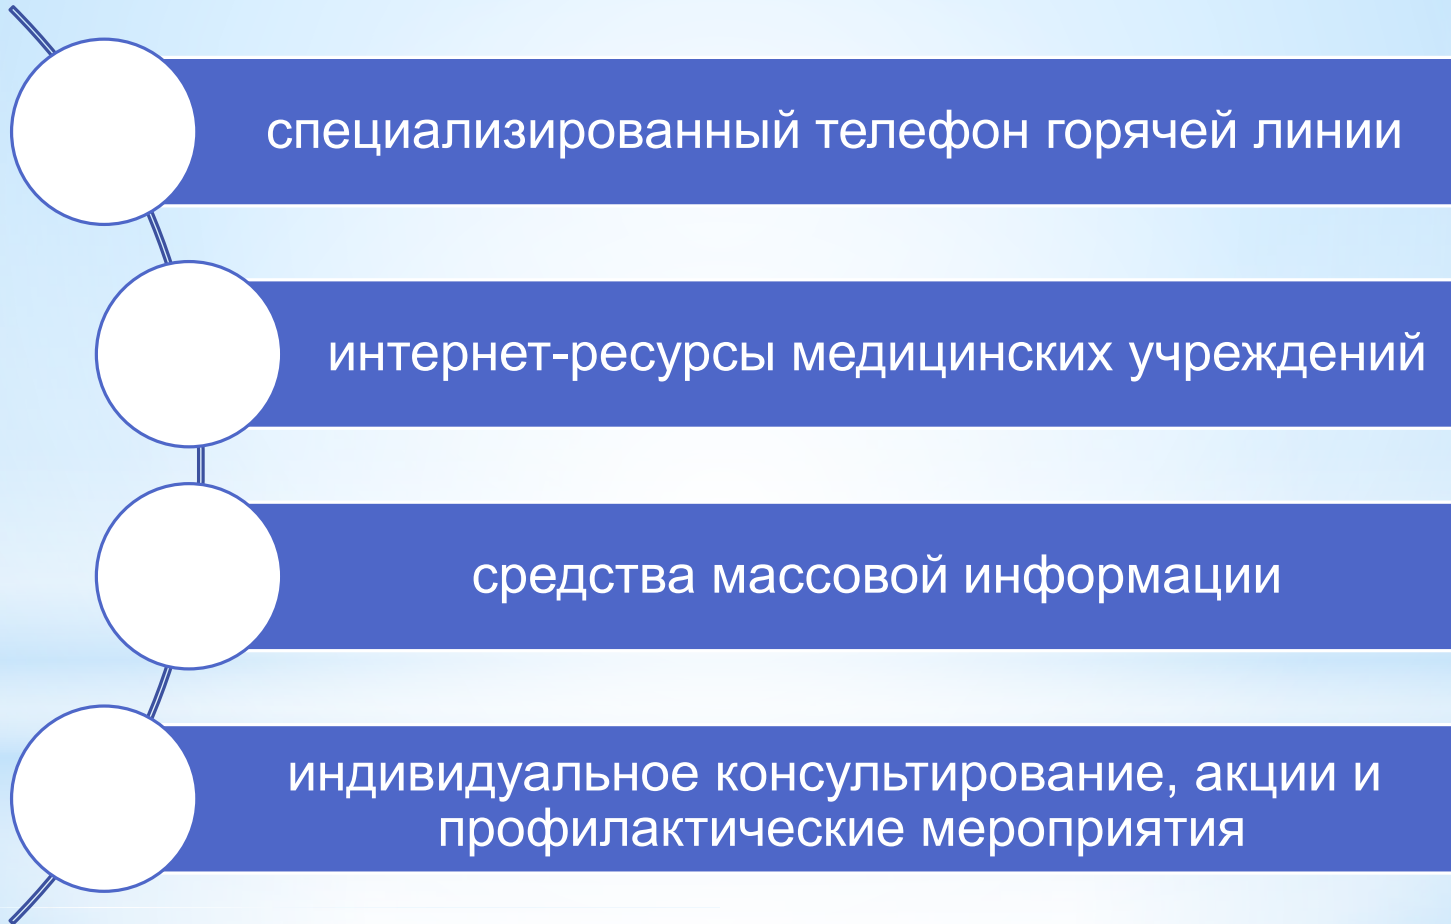 специализированный телефон горячей линии
интернет-ресурсы медицинских учреждений
средства массовой информации
индивидуальное консультирование, акции и
профилактические мероприятия